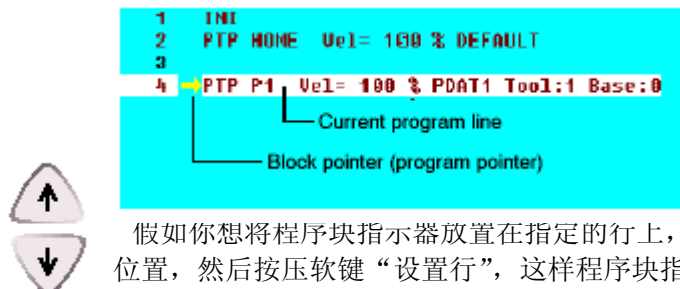 1 INI
2 PTP HOME Vel= 100 % DEFAULT
3
4 PTP P1 Vel= 100 % PDAT1 Tool:1 Base:0
Current program line
Block pointer (program pointer)
假如你想将程序块指示器放置在指定的行上，
位置，然后按压软键“设置行”，这样程序块指